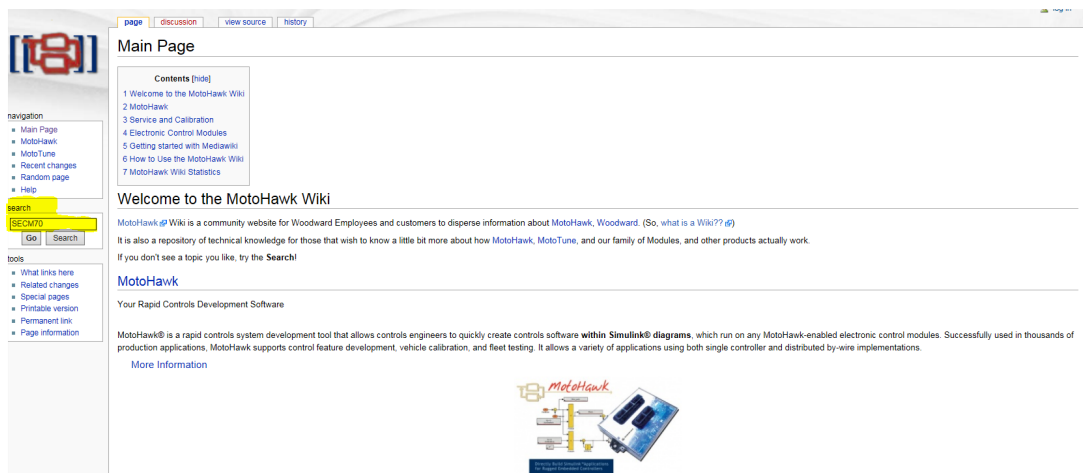 log in
page discussion view source history
Main Page
Contents [hide]
1 Welcome to the MotoHawk Wiki
2 MotoHawk
3 Service and Calibration
4 Electronic Control Modules
5 Getting started with Mediawiki
6 How to Use the MotoHawk Wiki
7 MotoHawk Wiki Statistics
navigation
Main Page
MotoHawk
MotoTune
Recent changes
Random page
Help
search
SECM70
Go Search
tools
What links here
Related changes
Special pages
Printable version
Permanent link
Page information
Welcome to the MotoHawk Wiki
MotoHawk Wiki is a community website for Woodward Employees and customers to disperse information about MotoHawk, Woodward. (So, what is a Wiki??)
It is also a repository of technical knowledge for those that wish to know a little bit more about how MotoHawk, MotoTune, and our family of Modules, and other products actually work.
If you don't see a topic you like, try the Search!
MotoHawk
Your Rapid Controls Development Software
MotoHawk® is a rapid controls system development tool that allows controls engineers to quickly create controls software within Simulink® diagrams, which run on any MotoHawk-enabled electronic control modules. Successfully used in thousands of
production applications, MotoHawk supports control feature development, vehicle calibration, and fleet testing. It allows a variety of applications using both single controller and distributed by-wire implementations.
More Information
MotoHawk
Directly Build Simulink Applications
for Rugged Embedded Controllers